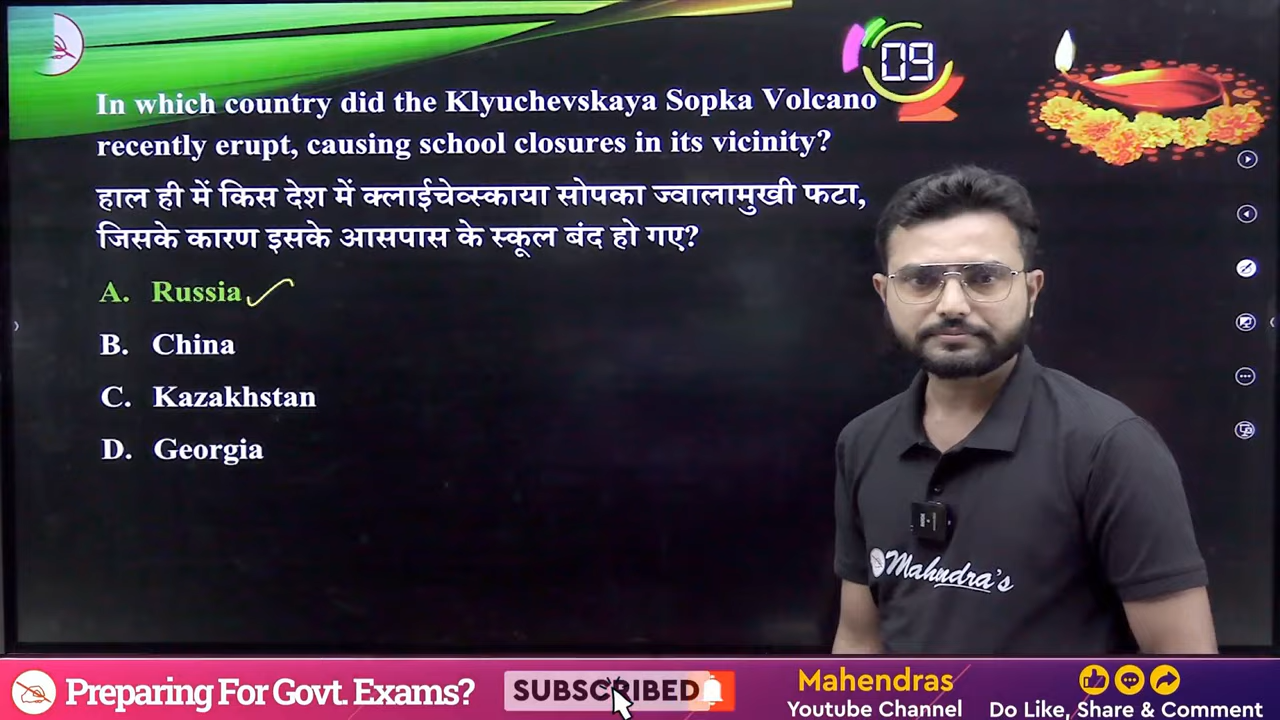 09
In which country did the Klyuchevskaya Sopka Volcano
recently erupt, causing school closures in its vicinity?
हाल ही में किस देश में क्लाईचेव्स्काया सोपका ज्वालामुखी फटा,
जिसके कारण इसके आसपास के स्कूल बंद हो गए?
A. Russia
B. China
C. Kazakhstan
D. Georgia
Mahendra's
Preparing For Govt. Exams?
SUBSCRIBED
Mahendras
Youtube Channel
Do Like, Share & Comment